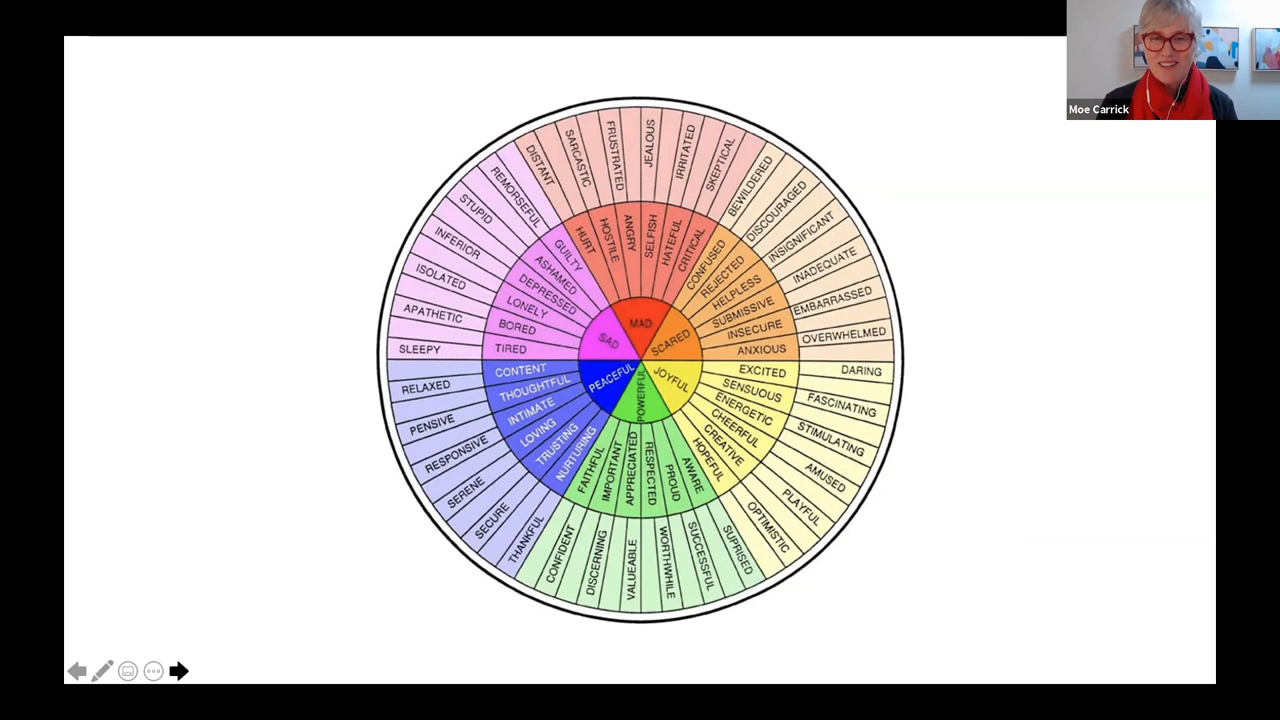 Moe Carrick
DISTANT
SARCASTIC
FRUSTRATED
JEALOUS
IRRITATED
SKEPTICAL
BEWILDERED
DISCOURAGED
INSIGNIFICANT
INADEQUATE
EMBARRASSED
OVERWHELMED
DARING
FASCINATING
STIMULATING
AMUSED
PLAYFUL
OPTIMISTIC
SUPRISED
SUCCESSFUL
WORTHWHILE
VALUEABLE
DISCERNING
CONFIDENT
THANKFUL
SECURE
SERENE
RESPONSIVE
PENSIVE
RELAXED
SLEEPY
APATHETIC
ISOLATED
INFERIOR
STUPID
REMORSEFUL
HURT
HOSTILE
ANGRY
SELFISH
HATEFUL
CRITICAL
CONFUSED
REJECTED
HELPLESS
SUBMISSIVE
INSECURE
ANXIOUS
EXCITED
SENSUOUS
ENERGETIC
CHEERFUL
CREATIVE
HOPEFUL
AWARE
PROUD
RESPECTED
APPRECIATED
IMPORTANT
FAITHFUL
NURTURING
TRUSTING
LOVING
INTIMATE
THOUGHTFUL
CONTENT
TIRED
BORED
LONELY
DEPRESSED
ASHAMED
GUILTY
MAD
SCARED
JOYFUL
POWERFUL
PEACEFUL
SAD